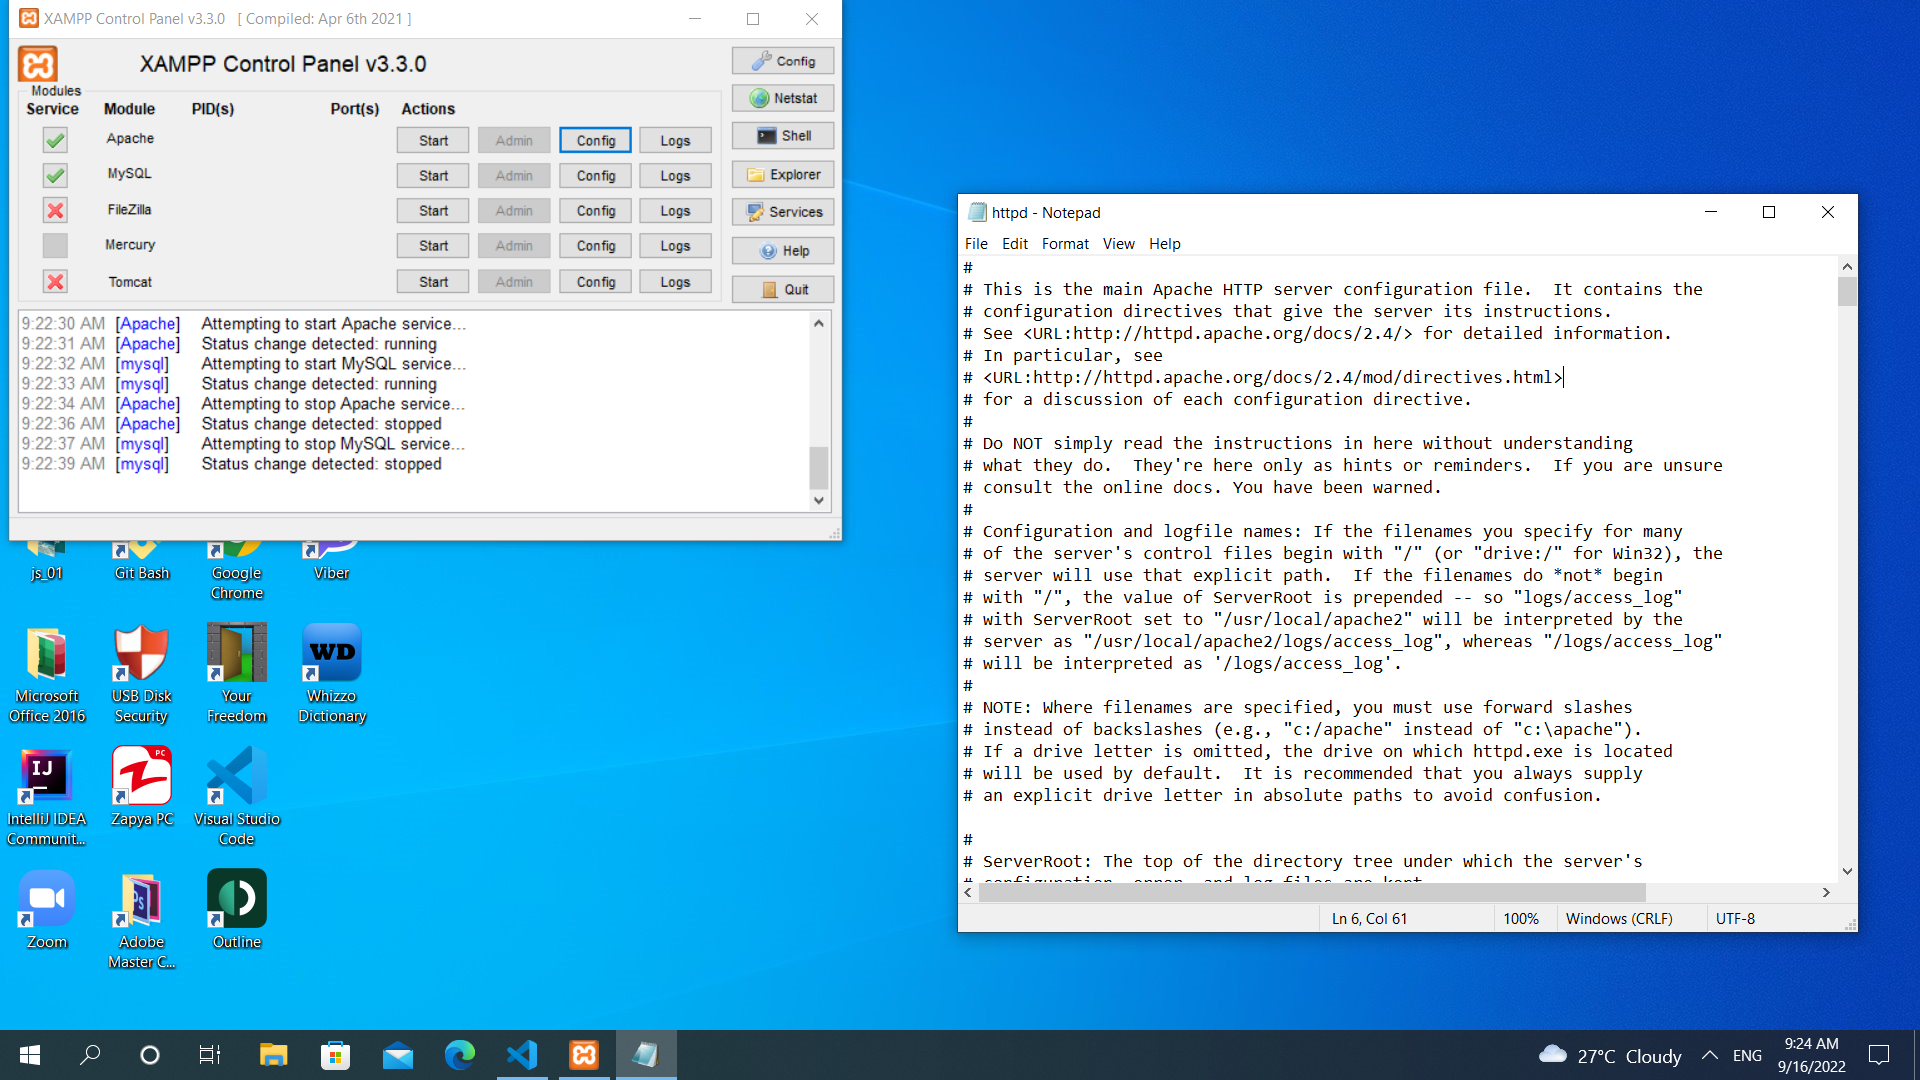 XAMPP Control Panel v3.3.0 [ Compiled: Apr 6th 2021 ]
XAMPP Control Panel v3.3.0
Config
Modules
Service Module PID(s) Port(s) Actions
Netstat
Apache Start Admin Config Logs
Shell
MySQL Start Admin Config Logs
Explorer
FileZilla Start Admin Config Logs
Services
Mercury Start Admin Config Logs
Help
Tomcat Start Admin Config Logs
Quit
9:22:30 AM [Apache] Attempting to start Apache service...
9:22:31 AM [Apache] Status change detected: running
9:22:32 AM [mysql] Attempting to start MySQL service...
9:22:33 AM [mysql] Status change detected: running
9:22:34 AM [Apache] Attempting to stop Apache service...
9:22:36 AM [Apache] Status change detected: stopped
9:22:37 AM [mysql] Attempting to stop MySQL service...
9:22:39 AM [mysql] Status change detected: stopped
httpd - Notepad
File Edit Format View Help
#
# This is the main Apache HTTP server configuration file.  It contains the
# configuration directives that give the server its instructions.
# See <URL:http://httpd.apache.org/docs/2.4/> for detailed information.
# In particular, see
# <URL:http://httpd.apache.org/docs/2.4/mod/directives.html>
# for a discussion of each configuration directive.
#
# Do NOT simply read the instructions in here without understanding
# what they do.  They're here only as hints or reminders.  If you are unsure
# consult the online docs. You have been warned.
#
# Configuration and logfile names: If the filenames you specify for many
# of the server's control files begin with "/" (or "drive:/" for Win32), the
# server will use that explicit path.  If the filenames do *not* begin
# with "/", the value of ServerRoot is prepended -- so "logs/access_log"
# with ServerRoot set to "/usr/local/apache2" will be interpreted by the
# server as "/usr/local/apache2/logs/access_log", whereas "/logs/access_log"
# will be interpreted as '/logs/access_log'.
#
# NOTE: Where filenames are specified, you must use forward slashes
# instead of backslashes (e.g., "c:/apache" instead of "c:\apache").
# If a drive letter is omitted, the drive on which httpd.exe is located
# will be used by default.  It is recommended that you always supply
# an explicit drive letter in absolute paths to avoid confusion.
#
# ServerRoot: The top of the directory tree under which the server's
# configuration, error, and log files are kept
Ln 6, Col 61 100% Windows (CRLF) UTF-8
js_01
Git Bash
Google
Chrome
Viber
Microsoft
Office 2016
USB Disk
Security
Your
Freedom
WD
Whizzo
Dictionary
IJ
IntelliJ IDEA
Communit...
PC
Zapya PC
Visual Studio
Code
Zoom
Ps
Adobe
Master C...
Outline
27°C Cloudy
ENG
9:24 AM
9/16/2022